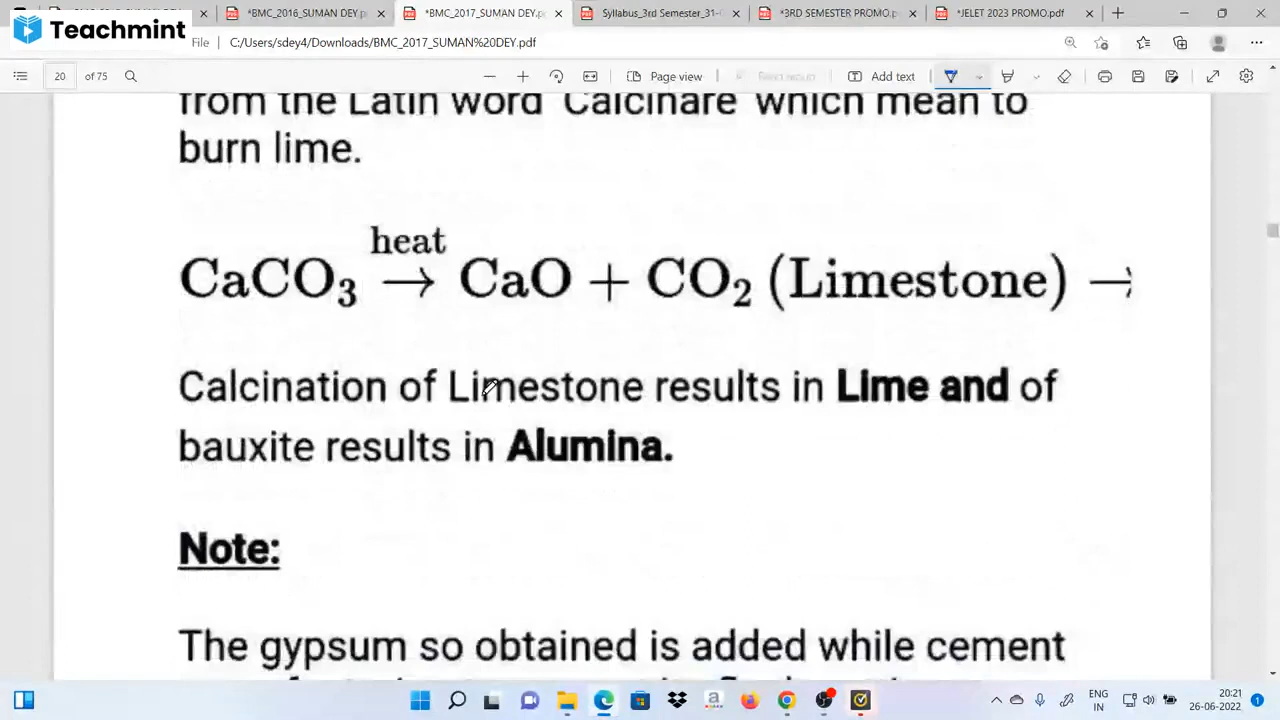 *BMC_2016_SUMAN DEY.p
*BMC_2017_SUMAN DEY.p
*3RD SEMESTER PROMO.p
*JELET 2023 PROMO.pdf
Teachmint
File
C:/Users/sdey4/Downloads/BMC_2017_SUMAN%20DEY.pdf
20 of 75
Page view
Read aloud
Add text
from the Latin word 'Calcinare' which mean to
burn lime.
heat
CaCO₃ → CaO + CO₂ (Limestone) →
Calcination of Limestone results in Lime and of
bauxite results in Alumina.
Note:
The gypsum so obtained is added while cement
ENG
IN
20:21
26-06-2022
1